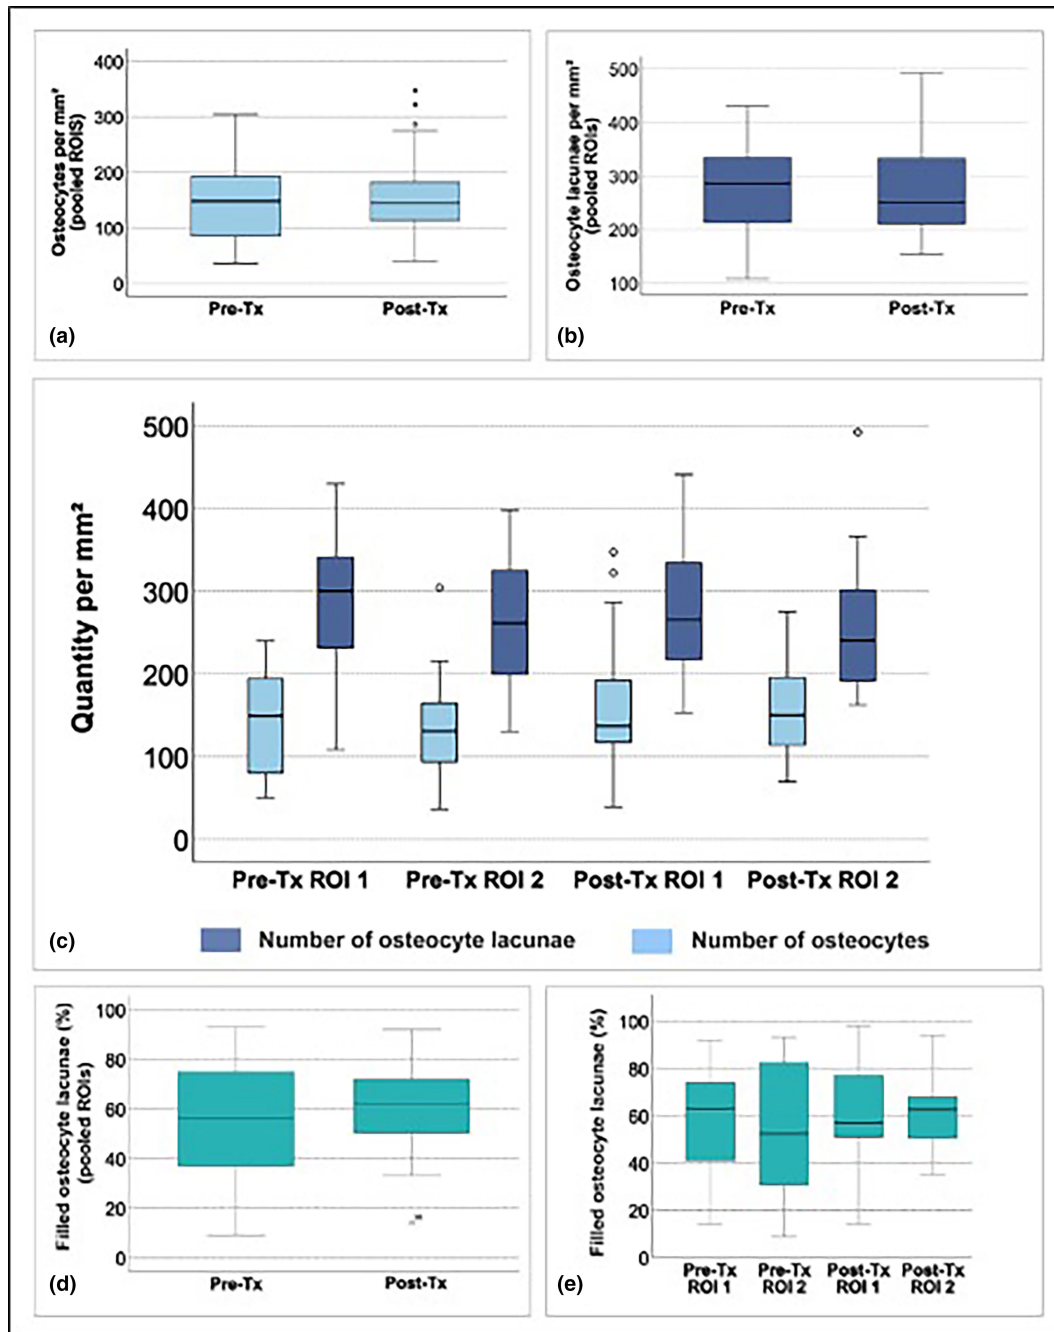 Osteocytes per mm²
(pooled ROIS)
400
300
200
100
0
Pre-Tx
Post-Tx
(a)
Osteocyte lacunae per mm²
(pooled ROIs)
500
400
300
200
100
Pre-Tx
Post-Tx
(b)
Quantity per mm²
500
400
300
200
100
0
Pre-Tx ROI 1
Pre-Tx ROI 2
Post-Tx ROI 1
Post-Tx ROI 2
(c)
Number of osteocyte lacunae
Number of osteocytes
Filled osteocyte lacunae (%)
(pooled ROIs)
100
80
60
40
20
0
Pre-Tx
Post-Tx
(d)
Filled osteocyte lacunae (%)
100
80
60
40
20
0
Pre-Tx
ROI 1
Pre-Tx
ROI 2
Post-Tx
ROI 1
Post-Tx
ROI 2
(e)